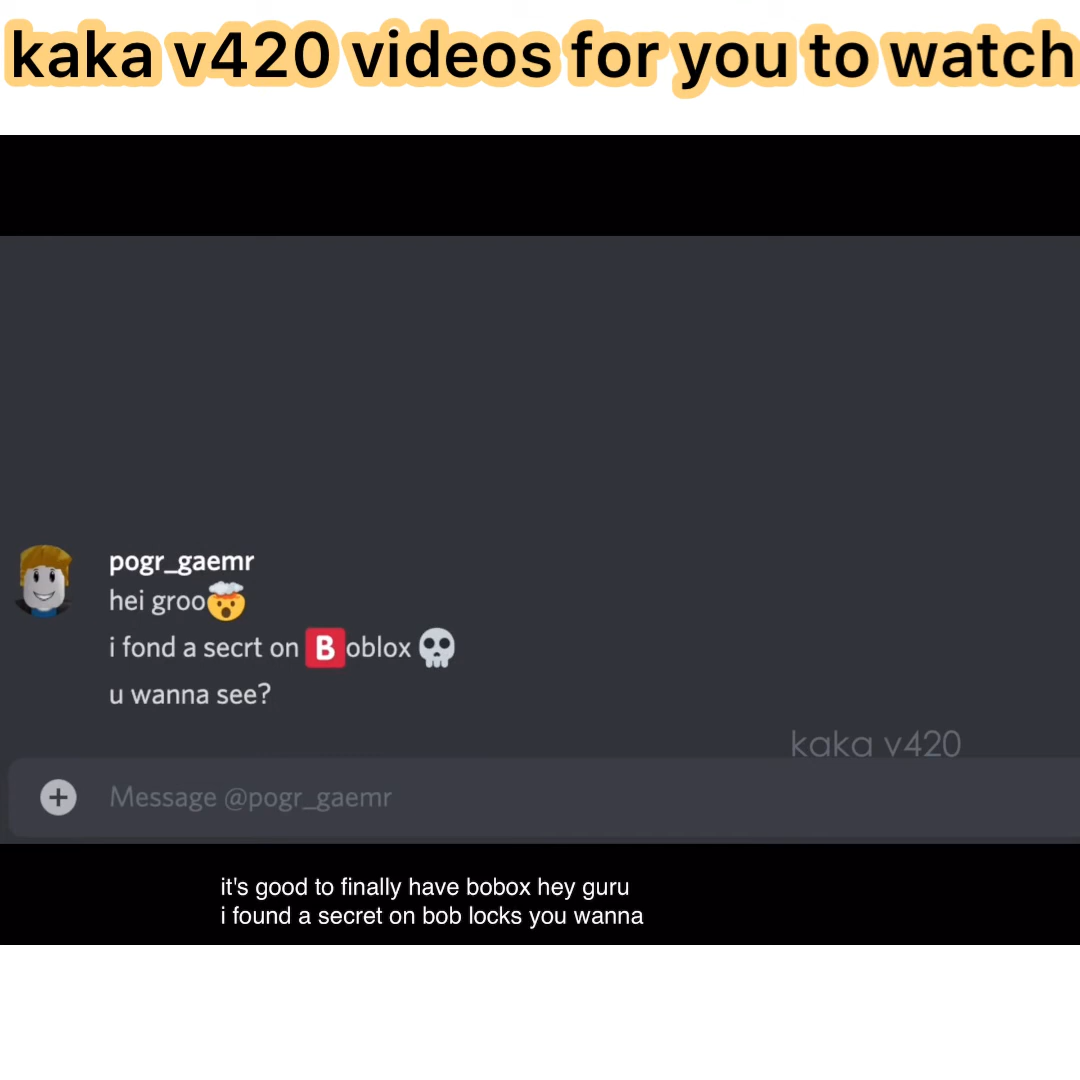 kaka v420 videos for you to watch
pogr_gaemr
hei groo🤯
i fond a secrt on 🅱️oblox 💀
u wanna see?
kaka v420
Message @pogr_gaemr
it's good to finally have bobox hey guru
i found a secret on bob locks you wanna